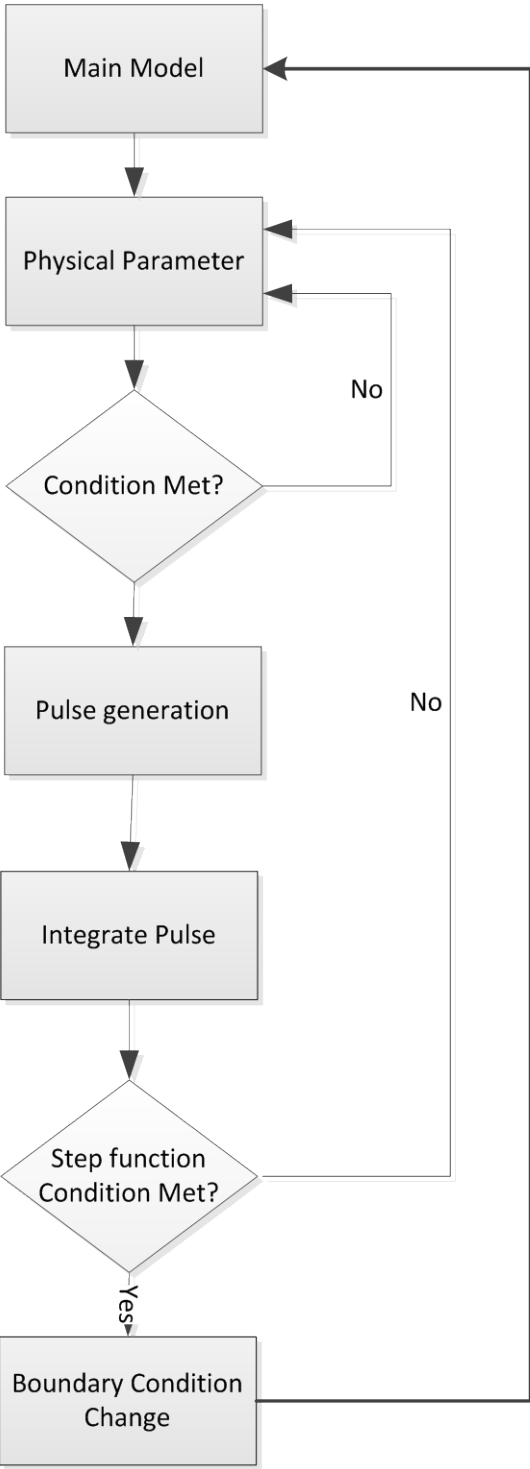 Main Model
Physical Parameter
No
Condition Met?
Pulse generation
No
Integrate Pulse
Step function
Condition Met?
Yes
Boundary Condition
Change